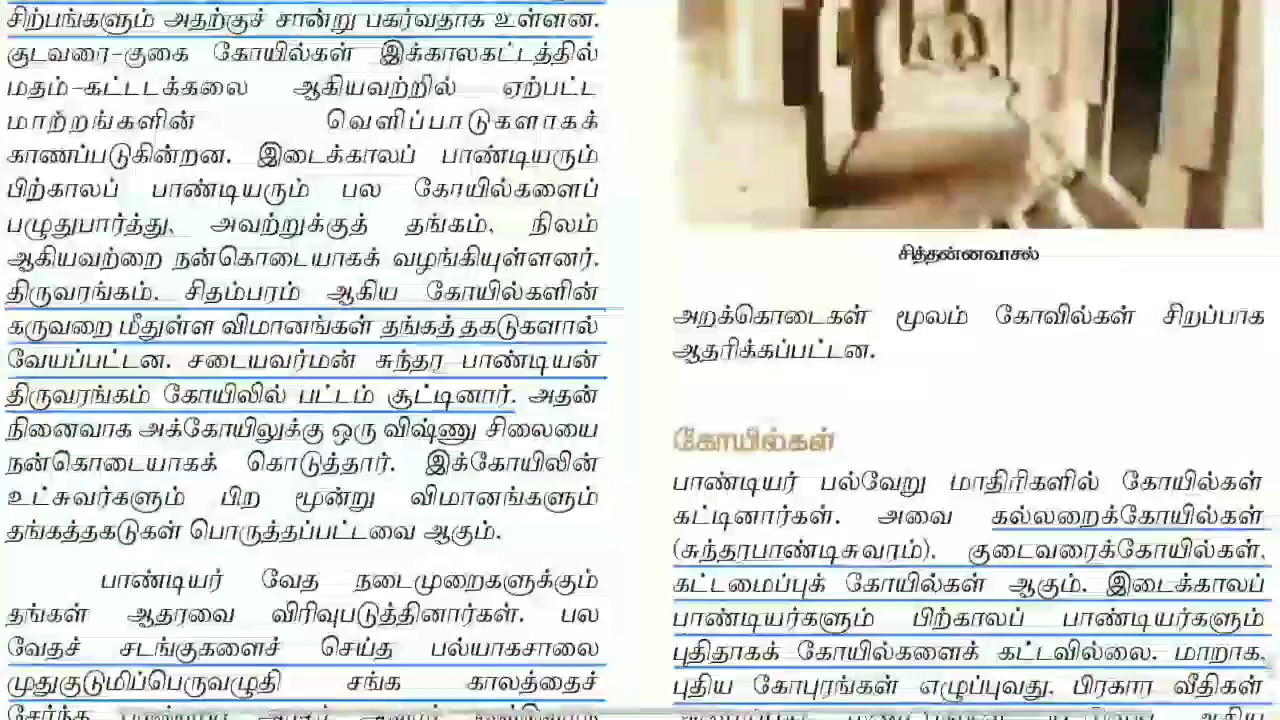 சிற்பங்களும் அதற்குச் சான்று பகர்வதாக உள்ளன.
குடவரை-குகை கோயில்கள் இக்காலகட்டத்தில்
மதம்-கட்டடக்கலை ஆகியவற்றில் ஏற்பட்ட
மாற்றங்களின் வெளிப்பாடுகளாகக்
காணப்படுகின்றன. இடைக்காலப் பாண்டியரும்
பிற்காலப் பாண்டியரும் பல கோயில்களைப்
பழுதுபார்த்து, அவற்றுக்குத் தங்கம், நிலம்
ஆகியவற்றை நன்கொடையாகக் வழங்கியுள்ளனர்.
திருவரங்கம், சிதம்பரம் ஆகிய கோயில்களின்
கருவறை மீதுள்ள விமானங்கள் தங்கத் தகடுகளால்
வேயப்பட்டன. சடையவர்மன் சுந்தர பாண்டியன்
திருவரங்கம் கோயிலில் பட்டம் சூட்டினார். அதன்
நினைவாக அக்கோயிலுக்கு ஒரு விஷ்ணு சிலையை
நன்கொடையாகக் கொடுத்தார். இக்கோயிலின்
உட்சுவர்களும் பிற மூன்று விமானங்களும்
தங்கத்தகடுகள் பொருத்தப்பட்டவை ஆகும்.
பாண்டியர் வேத நடைமுறைகளுக்கும்
தங்கள் ஆதரவை விரிவுபடுத்தினார்கள். பல
வேதச் சடங்குகளைச் செய்த பல்யாகசாலை
முதுகுடுமிப்பெருவழுதி சங்க காலத்தைச்
சித்தன்னவாசல்
அறக்கொடைகள் மூலம் கோவில்கள் சிறப்பாக
ஆதரிக்கப்பட்டன.
கோயில்கள்
பாண்டியர் பல்வேறு மாதிரிகளில் கோயில்கள்
கட்டினார்கள். அவை கல்லறைக்கோயில்கள்
(சுந்தரபாண்டிசுவரம்), குடைவரைக்கோயில்கள்,
கட்டமைப்புக் கோயில்கள் ஆகும். இடைக்காலப்
பாண்டியர்களும் பிற்காலப் பாண்டியர்களும்
புதிதாகக் கோயில்களைக் கட்டவில்லை. மாறாக,
புதிய கோபுரங்கள் எழுப்புவது, பிரகார வீதிகள்